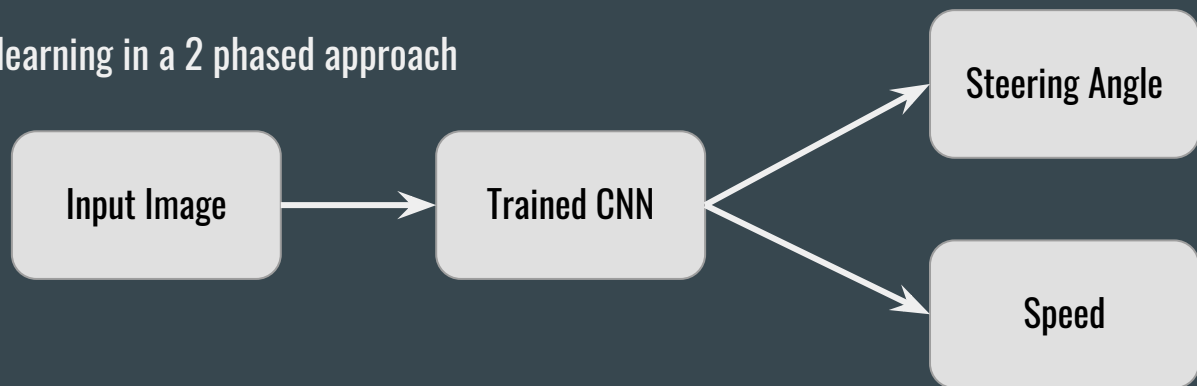 learning in a 2 phased approach
Steering Angle
Input Image
Trained CNN
Speed